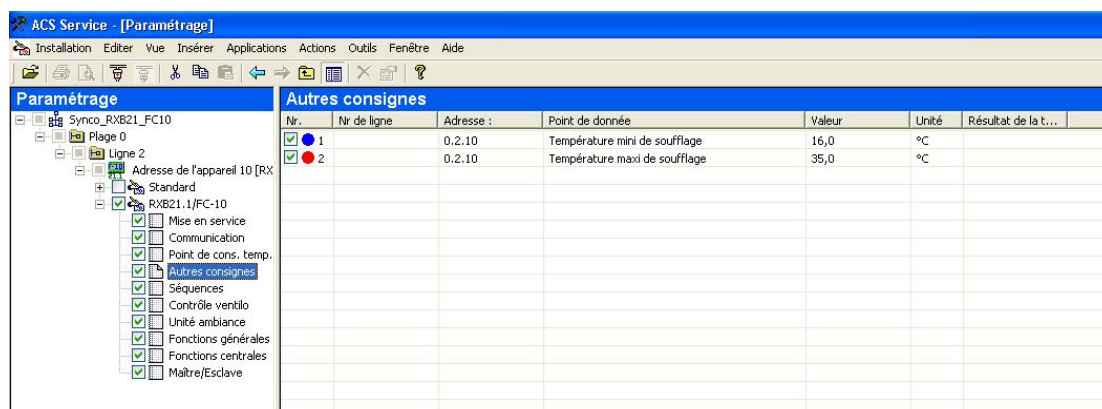 ACS Service - [Paramétrage]
Installation Editer Vue Insérer Applications Actions Outils Fenêtre Aide
Paramétrage
Synco_RXB21_FC10
Plage 0
Ligne 2
Adresse de l'appareil 10 [RX
Standard
RXB21.1/FC-10
Mise en service
Communication
Point de cons. temp.
Autres consignes
Séquences
Contrôle ventilo
Unité ambiance
Fonctions générales
Fonctions centrales
Maître/Esclave
Autres consignes
Nr. Nr de ligne Adresse : Point de donnée Valeur Unité Résultat de la t...
1 0.2.10 Température mini de soufflage 16,0 °C
2 0.2.10 Température maxi de soufflage 35,0 °C